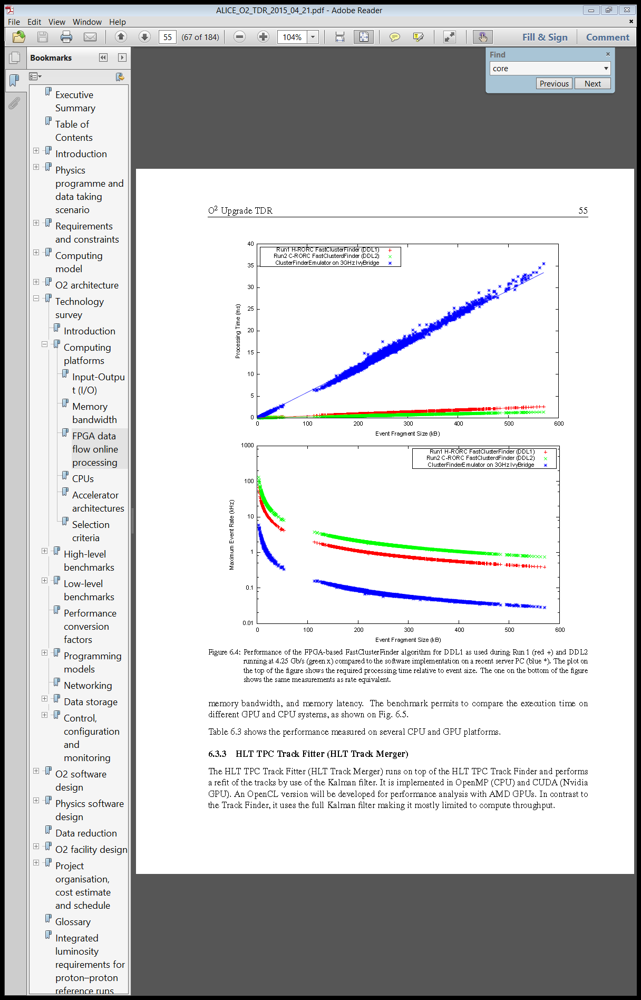 ALICE_O2_TDR_2015_04_21.pdf - Adobe Reader
File Edit View Window Help
55 (67 of 184) 104% Fill & Sign Comment
Bookmarks
Find
core
Previous Next
Executive
Summary
Table of
Contents
Introduction
Physics
programme and
data taking
scenario
Requirements
and constraints
Computing
model
O2 architecture
Technology
survey
Introduction
Computing
platforms
Input-Outpu
t (I/O)
Memory
bandwidth
FPGA data
flow online
processing
CPUs
Accelerator
architectures
Selection
criteria
High-level
benchmarks
Low-level
benchmarks
Performance
conversion
factors
Programming
models
Networking
Data storage
Control,
configuration
and
monitoring
O2 software
design
Physics software
design
Data reduction
O2 facility design
Project
organisation,
cost estimate
and schedule
Glossary
Integrated
luminosity
requirements for
proton–proton
reference runs
O2 Upgrade TDR 55
40
35
30
25
20
15
10
5
0
Processing Time (ms)
Run1 H-RORC FastClusterFinder (DDL1)
Run2 C-RORC FastClusterdFinder (DDL2)
ClusterFinderEmulator on 3GHz IvyBridge
0 100 200 300 400 500 600
Event Fragment Size (kB)
1000
100
10
1
0.1
0.01
Maximum Event Rate (kHz)
Run1 H-RORC FastClusterFinder (DDL1)
Run2 C-RORC FastClusterdFinder (DDL2)
ClusterFinderEmulator on 3GHz IvyBridge
0 100 200 300 400 500 600
Event Fragment Size (kB)
Figure 6.4: Performance of the FPGA-based FastClusterFinder algorithm for DDL1 as used during Run 1 (red +) and DDL2
running at 4.25 Gb/s (green x) compared to the software implementation on a recent server PC (blue *). The plot on
the top of the figure shows the required processing time relative to event size. The one on the bottom of the figure
shows the same measurements as rate equivalent.
memory bandwidth, and memory latency. The benchmark permits to compare the execution time on
different GPU and CPU systems, as shown on Fig. 6.5.
Table 6.3 shows the performance measured on several CPU and GPU platforms.
6.3.3 HLT TPC Track Fitter (HLT Track Merger)
The HLT TPC Track Fitter (HLT Track Merger) runs on top of the HLT TPC Track Finder and performs
a refit of the tracks by use of the Kalman filter. It is implemented in OpenMP (CPU) and CUDA (Nvidia
GPU). An OpenCL version will be developed for performance analysis with AMD GPUs. In contrast to
the Track Finder, it uses the full Kalman filter making it mostly limited to compute throughput.